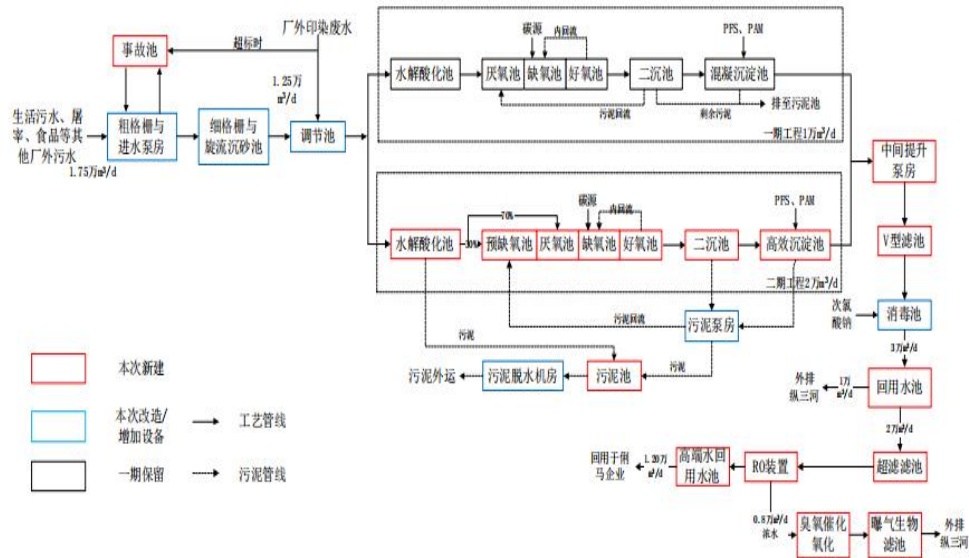 厂外印染废水
事故池
超标时
1.25万
m³/d
生活污水、屠
宰、食品等其
他厂外污水
1.75万m³/d
粗格栅与
进水泵房
细格栅与
旋流沉砂池
调节池
水解酸化池
厌氧池
缺氧池
好氧池
碳源
内回流
二沉池
混凝沉淀池
PFS、PAM
污泥回流
剩余污泥
排至污泥池
一期工程1万m³/d
水解酸化池
70%
30%
预缺氧池
厌氧池
缺氧池
好氧池
碳源
内回流
二沉池
高效沉淀池
PFS、PAM
二期工程2万m³/d
污泥回流
污泥泵房
污泥
污泥
污泥外运
污泥脱水机房
污泥池
中间提升
泵房
V型滤池
次氯
酸钠
消毒池
3万m³/d
外排
纵三河
1万
m³/d
回用水池
2万m³/d
超滤滤池
RO装置
高端水回
用水池
1.20万
m³/d
回用于俐
马企业
0.8万m³/d
浓水
臭氧催化
氧化
曝气生物
滤池
外排
纵三河
本次新建
本次改造/
增加设备
工艺管线
一期保留
污泥管线